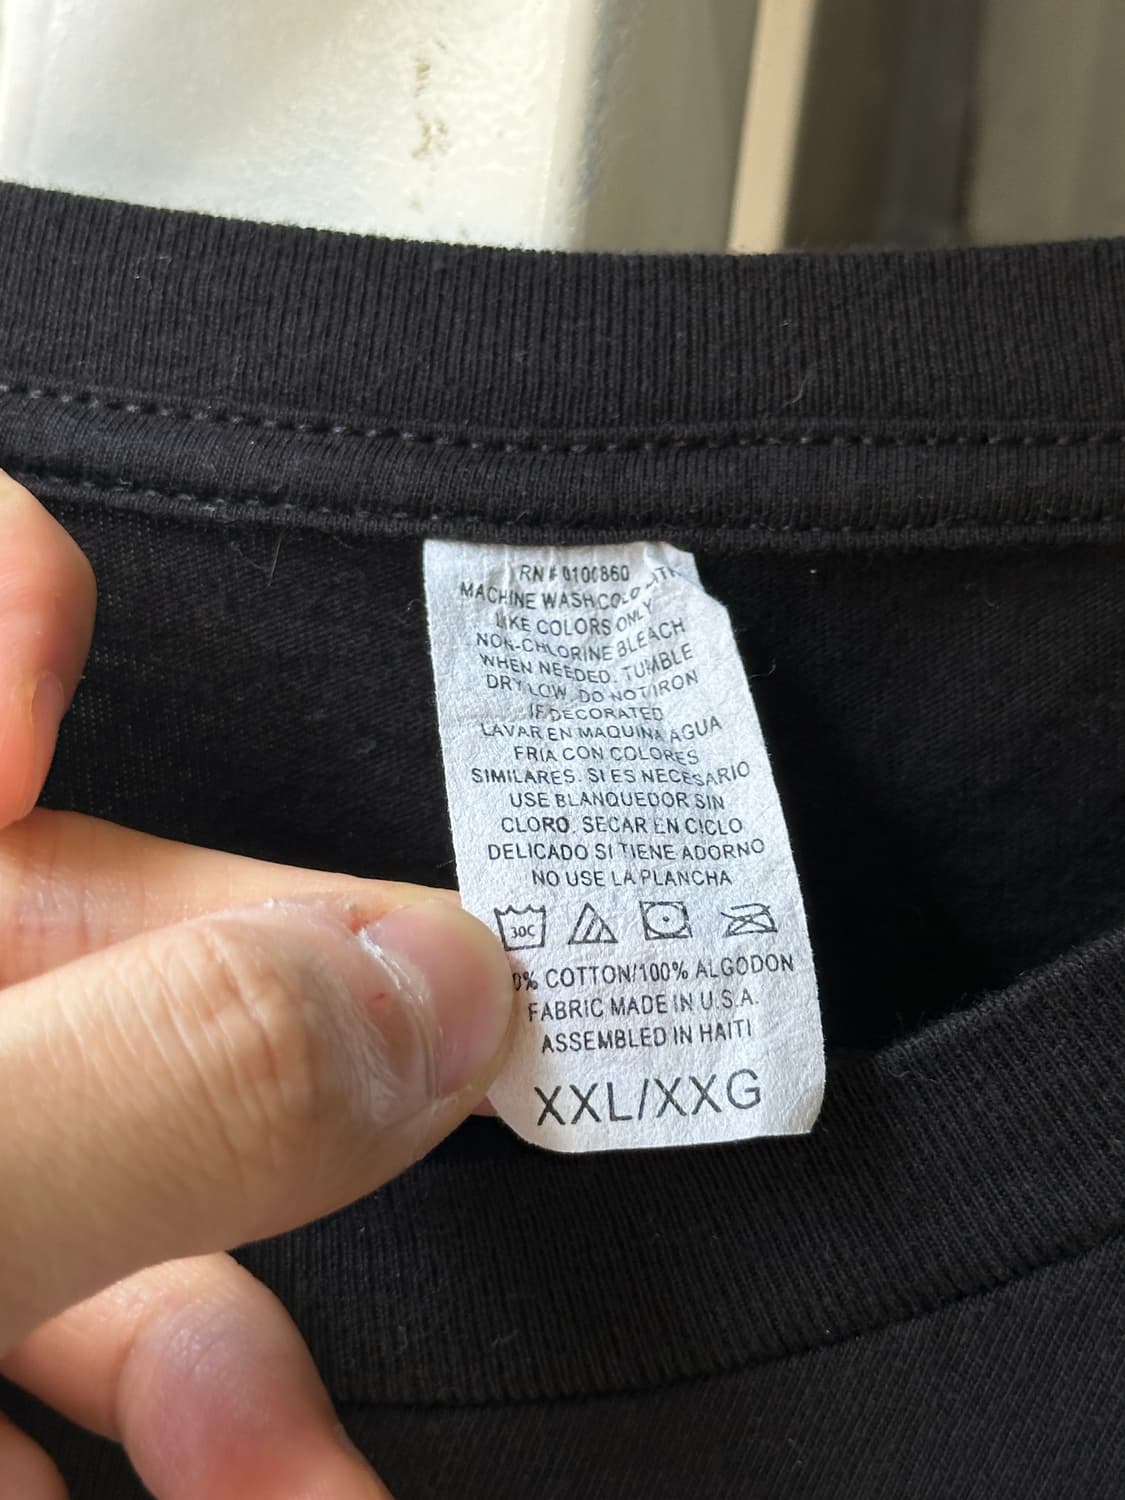 RN# 0100860
MACHINE WASH COLD WITH
LIKE COLORS ONLY
NON-CHLORINE BLEACH
WHEN NEEDED. TUMBLE
DRY LOW. DO NOT IRON
IF DECORATED
LAVAR EN MAQUINA AGUA
FRIA CON COLORES
SIMILARES. SI ES NECESARIO
USE BLANQUEDOR SIN
CLORO. SECAR EN CICLO
DELICADO SI TIENE ADORNO
NO USE LA PLANCHA
30C
0% COTTON/100% ALGODON
FABRIC MADE IN U.S.A.
ASSEMBLED IN HAITI
XXL/XXG